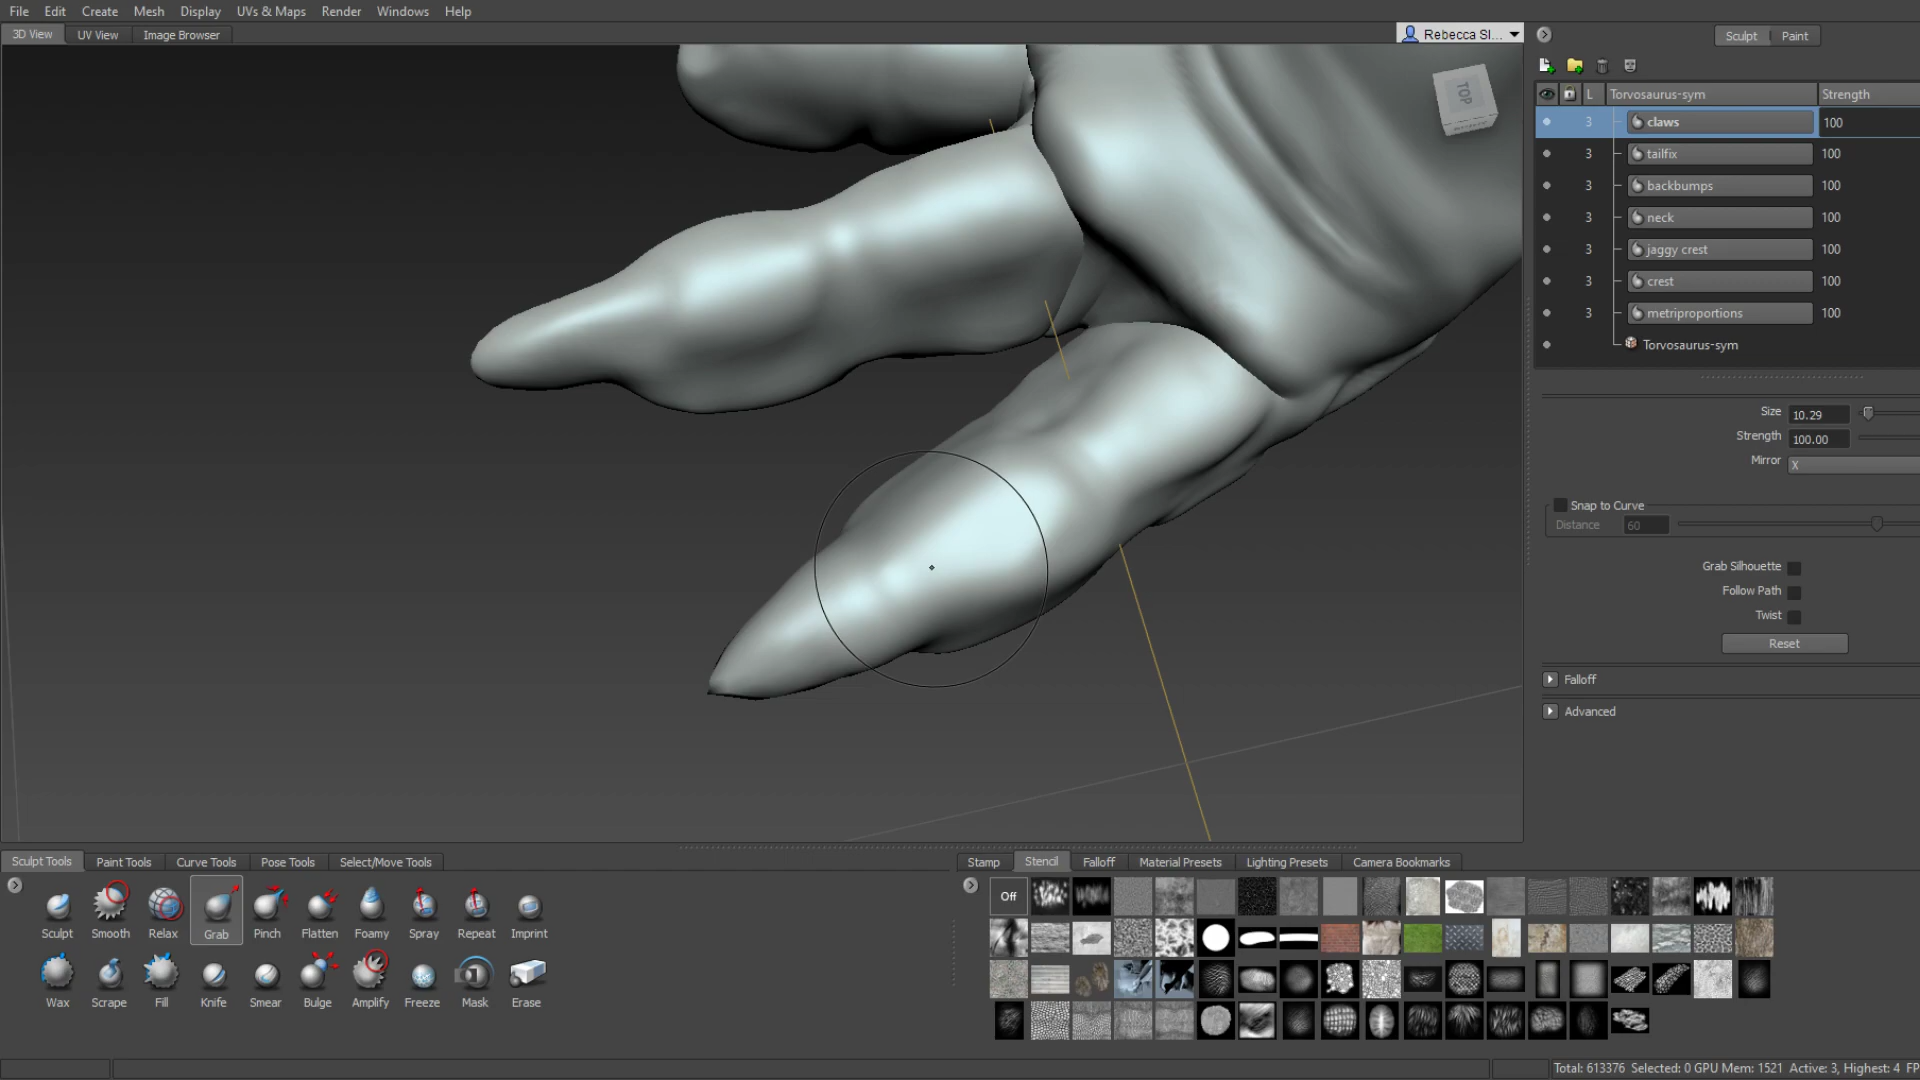 File Edit Create Mesh Display UVs & Maps Render Windows Help
3D View UV View Image Browser
Rebecca Sl...
Sculpt Paint
TOP
L Torvosaurus-sym Strength
3 claws 100
3 tailfix 100
3 backbumps 100
3 neck 100
3 jaggy crest 100
3 crest 100
3 metriproportions 100
Torvosaurus-sym
Size 10.29
Strength 100.00
Mirror X
Snap to Curve
Distance 60
Grab Silhouette
Follow Path
Twist
Reset
Falloff
Advanced
Sculpt Tools Paint Tools Curve Tools Pose Tools Select/Move Tools
Sculpt Smooth Relax Grab Pinch Flatten Foamy Spray Repeat Imprint
Wax Scrape Fill Knife Smear Bulge Amplify Freeze Mask Erase
Stamp Stencil Falloff Material Presets Lighting Presets Camera Bookmarks
Off
Total: 613376 Selected: 0 GPU Mem: 1521 Active: 3, Highest: 4 FP